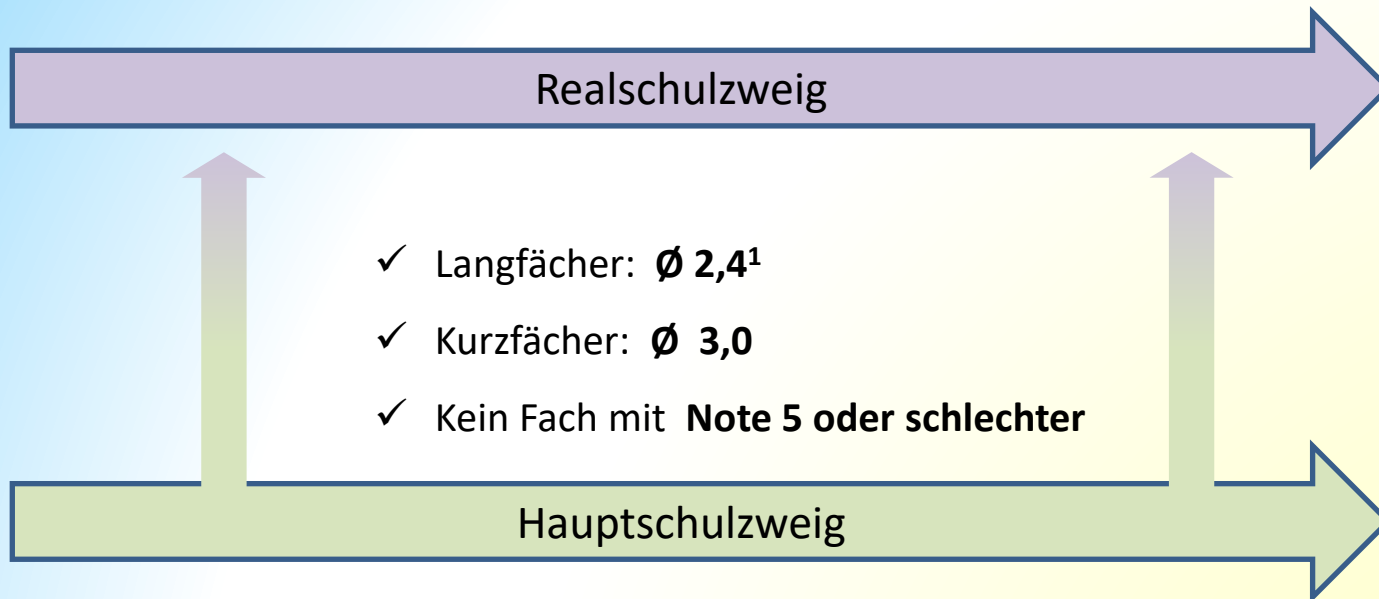 Realschulzweig
✓ Langfächer: Ø 2,4¹
✓ Kurzfächer: Ø 3,0
✓ Kein Fach mit Note 5 oder schlechter
Hauptschulzweig